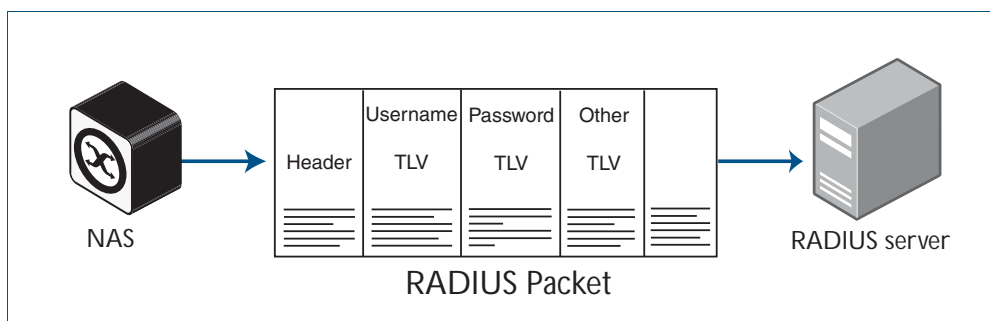 Username Password Other
Header TLV TLV TLV
NAS
RADIUS server
RADIUS Packet